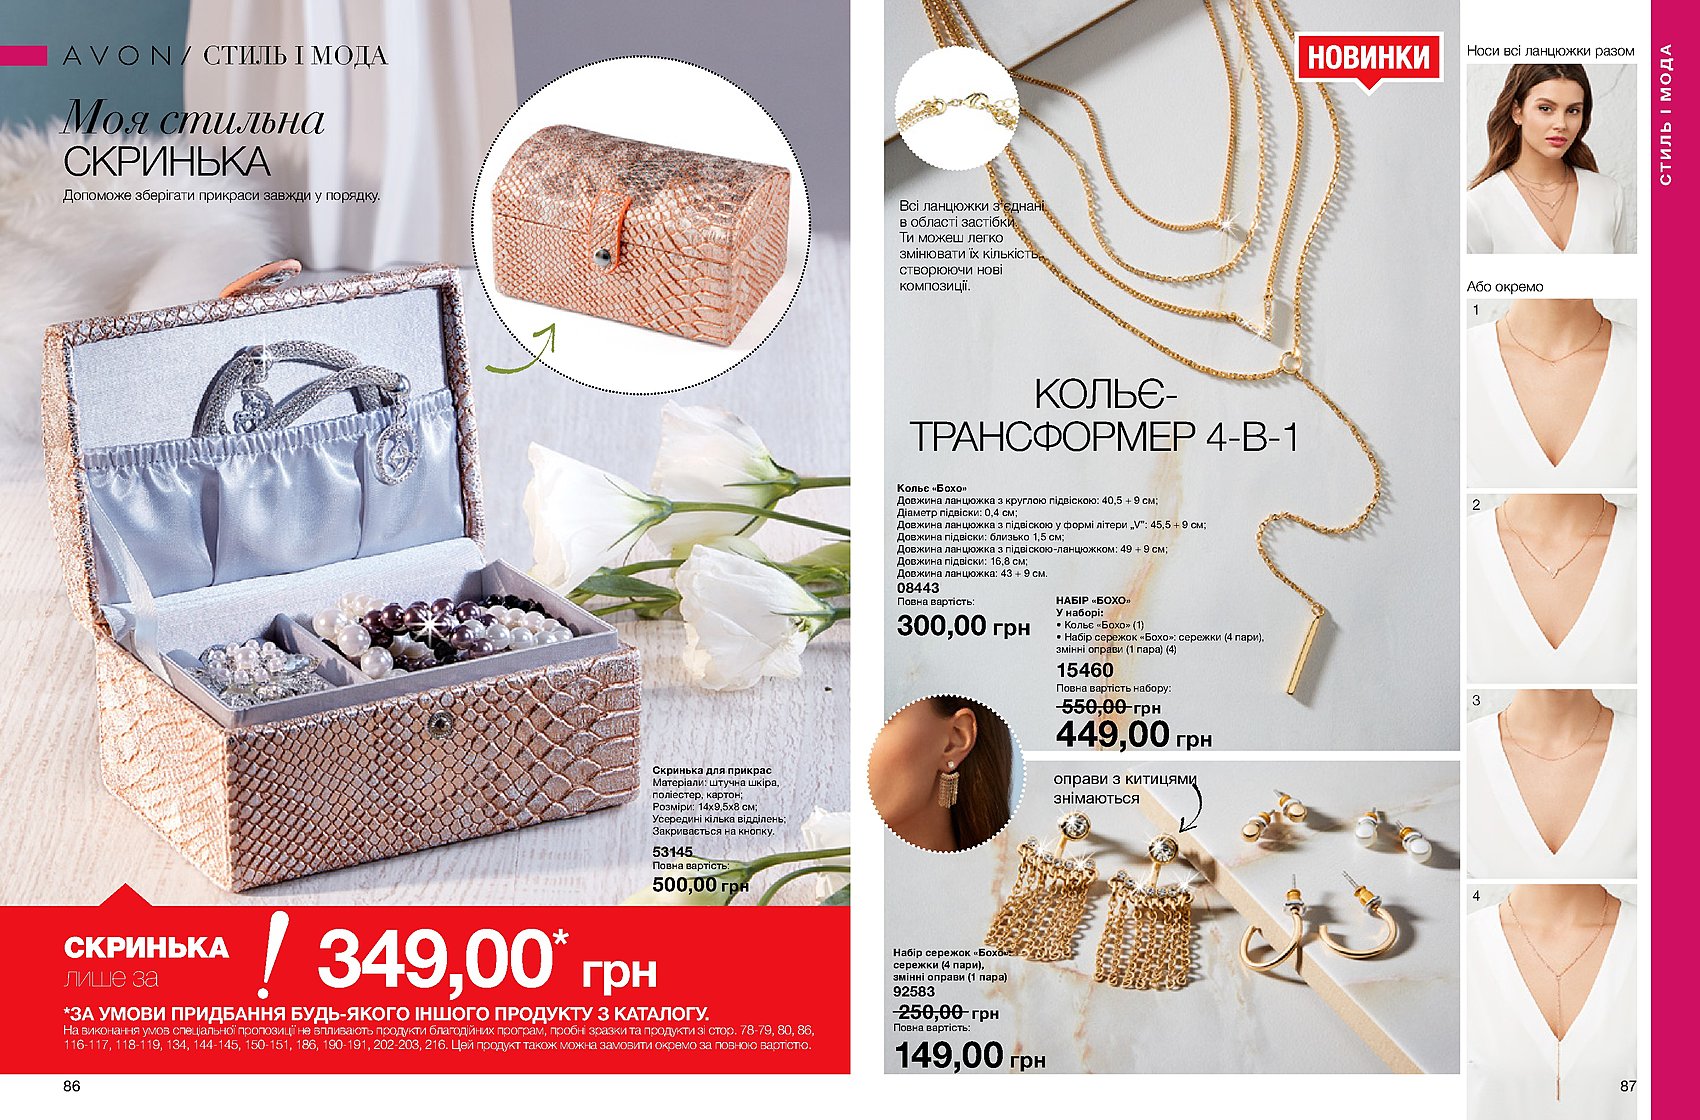 AVON / СТИЛЬ І МОДА
Моя стильна
СКРИНЬКА
Допоможе зберігати прикраси завжди у порядку.
Скринька для прикрас
Матеріали: штучна шкіра,
поліестер, картон;
Розміри: 14х9,5х8 см;
Усередині кілька відділень;
Закривається на кнопку.
53145
Повна вартість:
500,00 грн
СКРИНЬКА
лише за
! 349,00* грн
*ЗА УМОВИ ПРИДБАННЯ БУДЬ-ЯКОГО ІНШОГО ПРОДУКТУ З КАТАЛОГУ.
На виконання умов спеціальної пропозиції не впливають продукти благодійних програм, пробні зразки та продукти зі стор. 78-79, 80, 86,
116-117, 118-119, 134, 144-145, 150-151, 186, 190-191, 202-203, 216. Цей продукт також можна замовити окремо за повною вартістю.
86
НОВИНКИ
Всі ланцюжки з’єднані
в області застібки.
Ти можеш легко
змінювати їх кількість,
створюючи нові
композиції.
КОЛЬЄ-
ТРАНСФОРМЕР 4-В-1
Кольє «Бохо»
Довжина ланцюжка з круглою підвіскою: 40,5 + 9 см;
Діаметр підвіски: 0,4 см;
Довжина ланцюжка з підвіскою у формі літери „V”: 45,5 + 9 см;
Довжина підвіски: близько 1,5 см;
Довжина ланцюжка з підвіскою-ланцюжком: 49 + 9 см;
Довжина підвіски: 16,8 см;
Довжина ланцюжка: 43 + 9 см.
08443
Повна вартість:
300,00 грн
НАБІР «БОХО»
У наборі:
• Кольє «Бохо» (1)
• Набір сережок «Бохо»: сережки (4 пари),
змінні оправи (1 пара) (4)
15460
Повна вартість набору:
550,00 грн
449,00 грн
оправи з китицями
знімаються
Набір сережок «Бохо»:
сережки (4 пари),
змінні оправи (1 пара)
92583
250,00 грн
Повна вартість:
149,00 грн
Носи всі ланцюжки разом
Або окремо
1
2
3
4
СТИЛЬ І МОДА
87